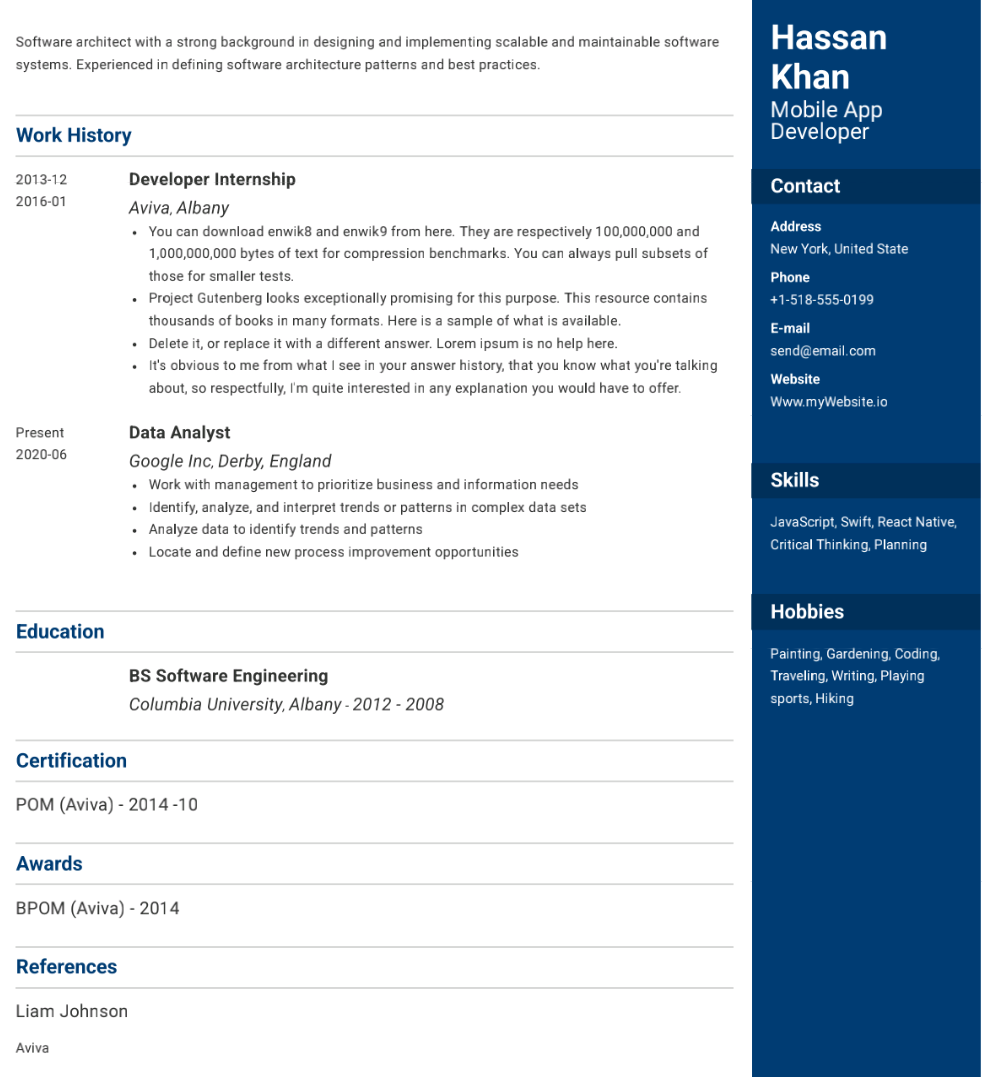 Software architect with a strong background in designing and implementing scalable and maintainable software
systems. Experienced in defining software architecture patterns and best practices.
Work History
2013-12
2016-01
Developer Internship
Aviva, Albany
• You can download enwik8 and enwik9 from here. They are respectively 100,000,000 and
1,000,000,000 bytes of text for compression benchmarks. You can always pull subsets of
those for smaller tests.
• Project Gutenberg looks exceptionally promising for this purpose. This resource contains
thousands of books in many formats. Here is a sample of what is available.
• Delete it, or replace it with a different answer. Lorem ipsum is no help here.
• It's obvious to me from what I see in your answer history, that you know what you're talking
about, so respectfully, I'm quite interested in any explanation you would have to offer.
Present
2020-06
Data Analyst
Google Inc, Derby, England
• Work with management to prioritize business and information needs
• Identify, analyze, and interpret trends or patterns in complex data sets
• Analyze data to identify trends and patterns
• Locate and define new process improvement opportunities
Education
BS Software Engineering
Columbia University, Albany - 2012 - 2008
Certification
POM (Aviva) - 2014 -10
Awards
BPOM (Aviva) - 2014
References
Liam Johnson
Aviva
Hassan
Khan
Mobile App
Developer
Contact
Address
New York, United State
Phone
+1-518-555-0199
E-mail
send@email.com
Website
Www.myWebsite.io
Skills
JavaScript, Swift, React Native,
Critical Thinking, Planning
Hobbies
Painting, Gardening, Coding,
Traveling, Writing, Playing
sports, Hiking